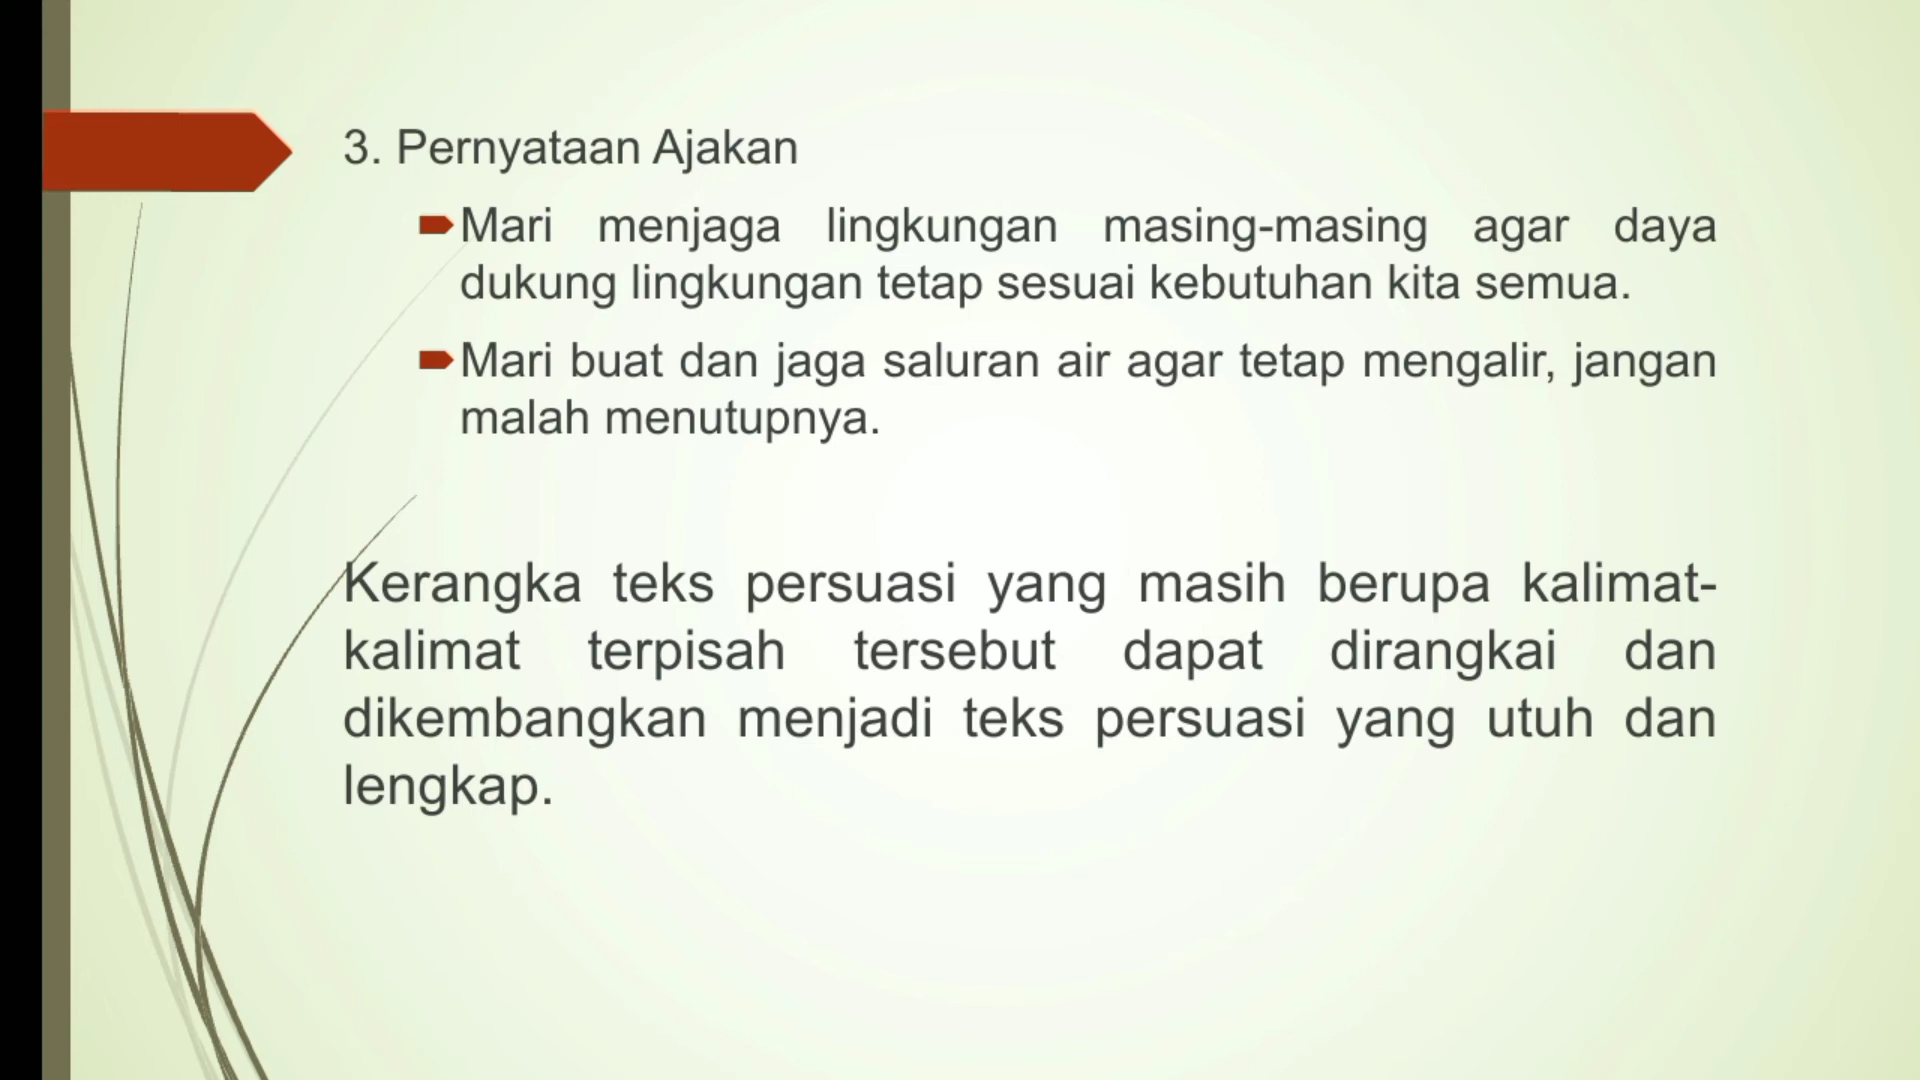 3. Pernyataan Ajakan
Mari menjaga lingkungan masing-masing agar daya
dukung lingkungan tetap sesuai kebutuhan kita semua.
Mari buat dan jaga saluran air agar tetap mengalir, jangan
malah menutupnya.
Kerangka teks persuasi yang masih berupa kalimat-
kalimat terpisah tersebut dapat dirangkai dan
dikembangkan menjadi teks persuasi yang utuh dan
lengkap.